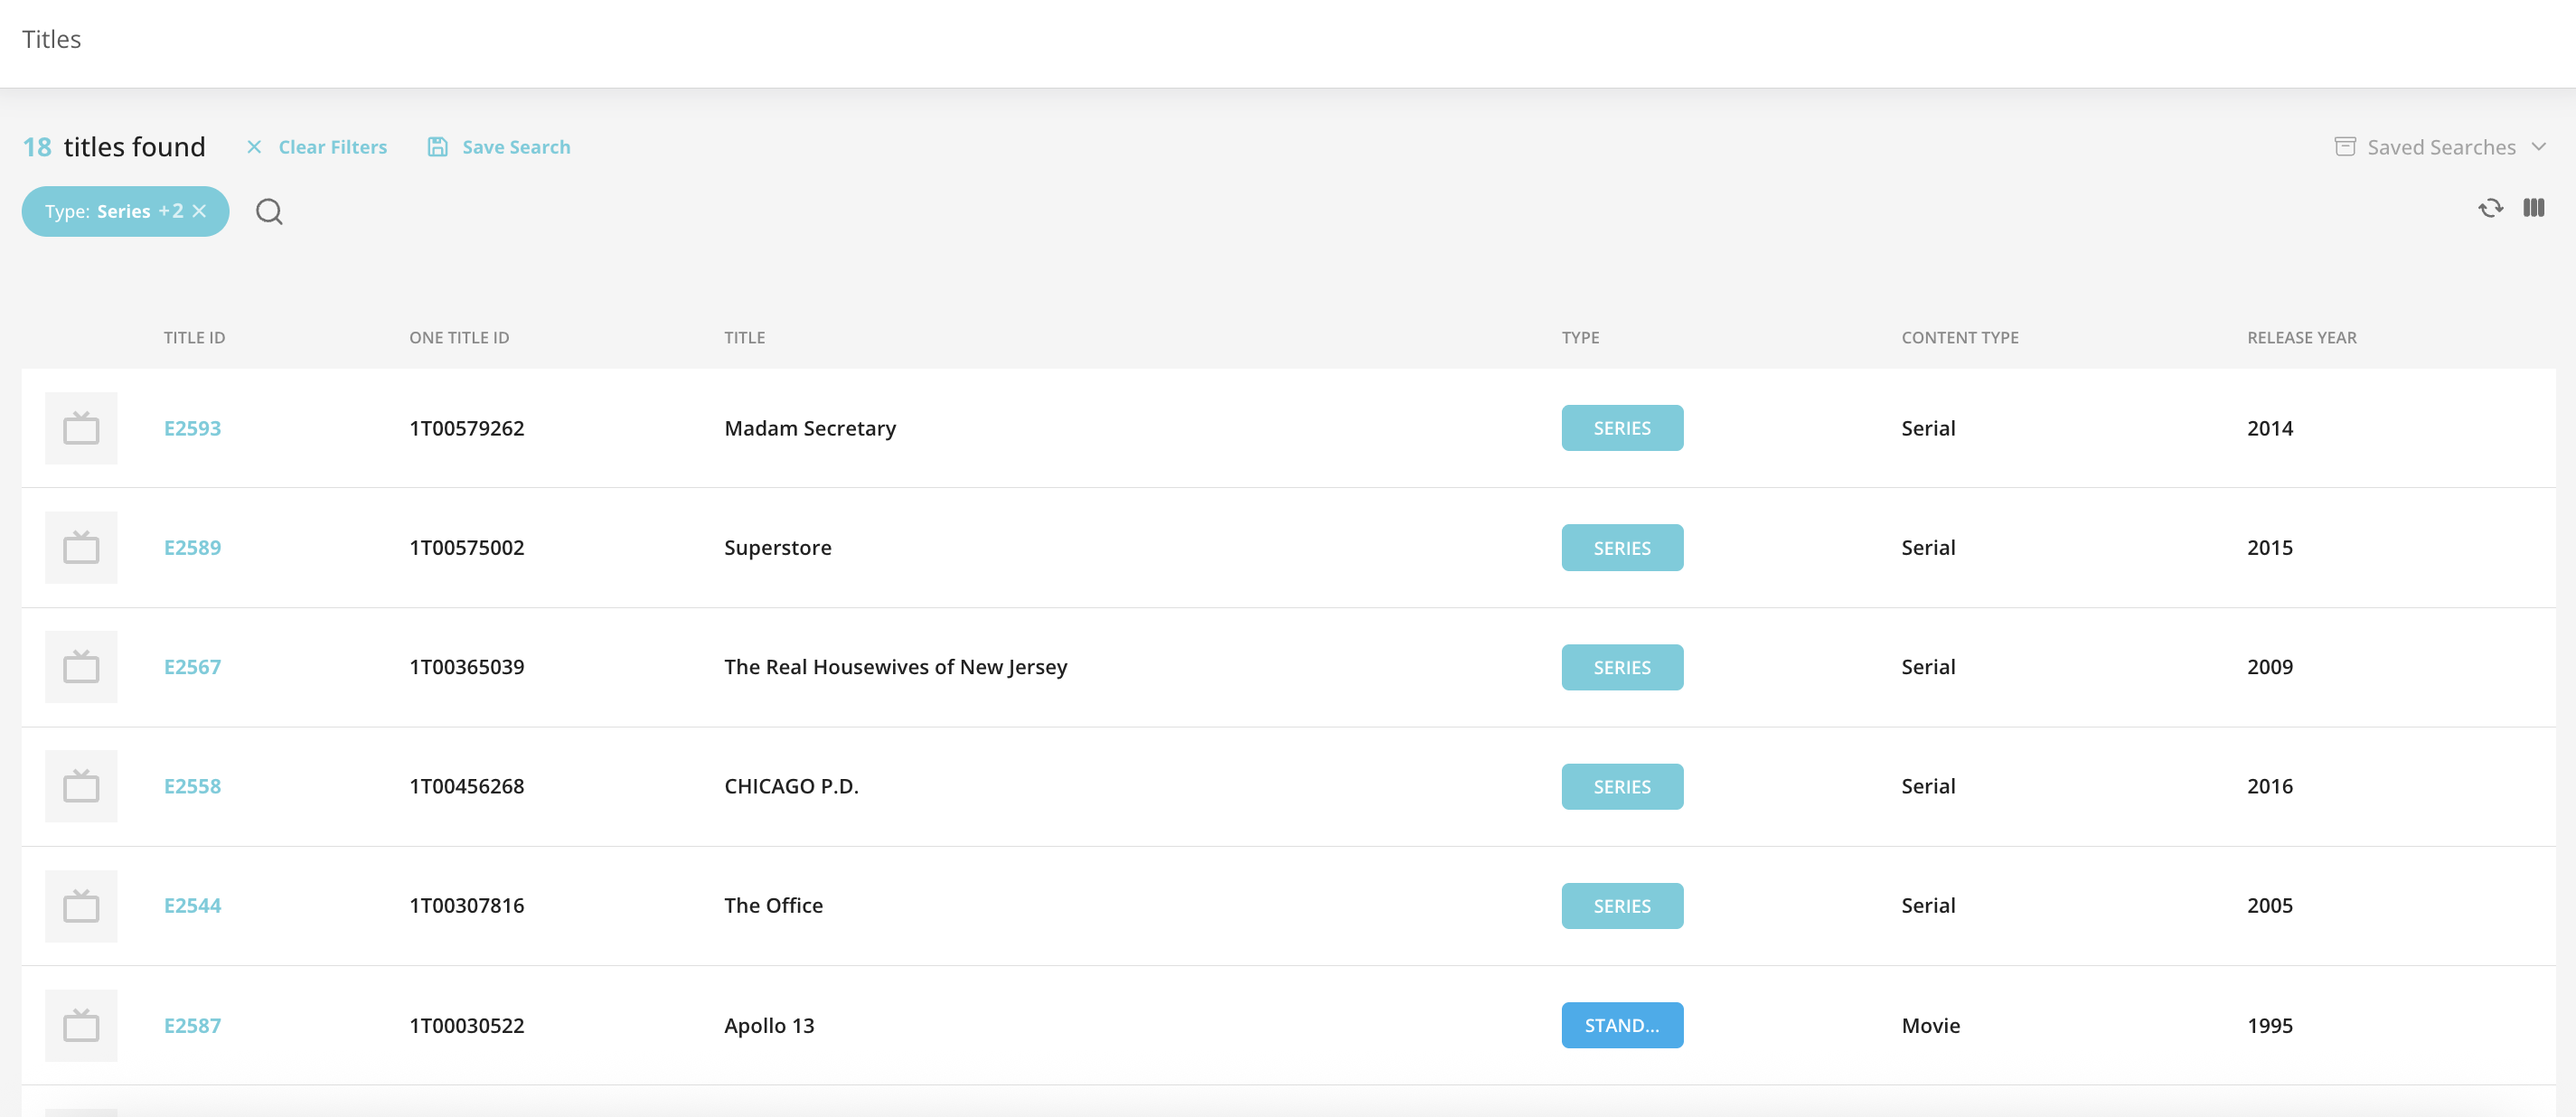 Titles
18 titles found Clear Filters Save Search Saved Searches
Type: Series +2
TITLE ID ONE TITLE ID TITLE TYPE CONTENT TYPE RELEASE YEAR
E2593 1T00579262 Madam Secretary SERIES Serial 2014
E2589 1T00575002 Superstore SERIES Serial 2015
E2567 1T00365039 The Real Housewives of New Jersey SERIES Serial 2009
E2558 1T00456268 CHICAGO P.D. SERIES Serial 2016
E2544 1T00307816 The Office SERIES Serial 2005
E2587 1T00030522 Apollo 13 STAND... Movie 1995